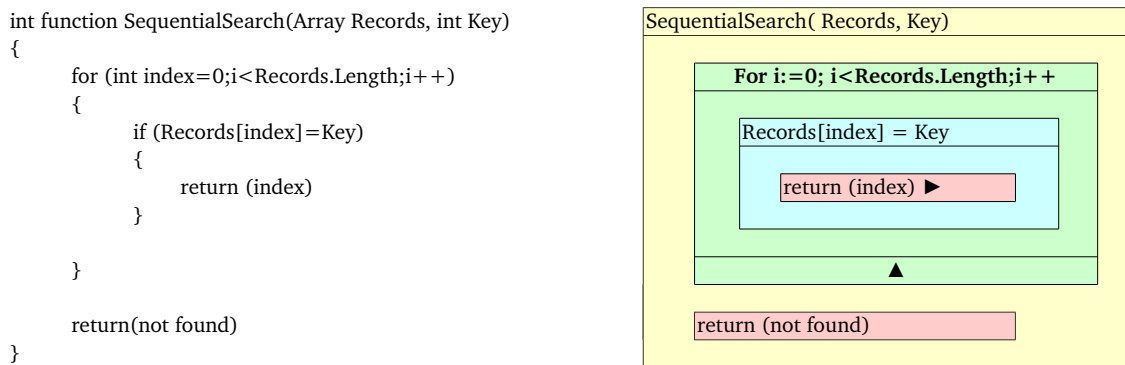 int function SequentialSearch(Array Records, int Key)
{
for (int index=0;i<Records.Length;i++)
{
if (Records[index]=Key)
{
return (index)
}
}
return(not found)
}
SequentialSearch( Records, Key)
For i:=0; i<Records.Length;i++
Records[index] = Key
return (index) ►
▲
return (not found)